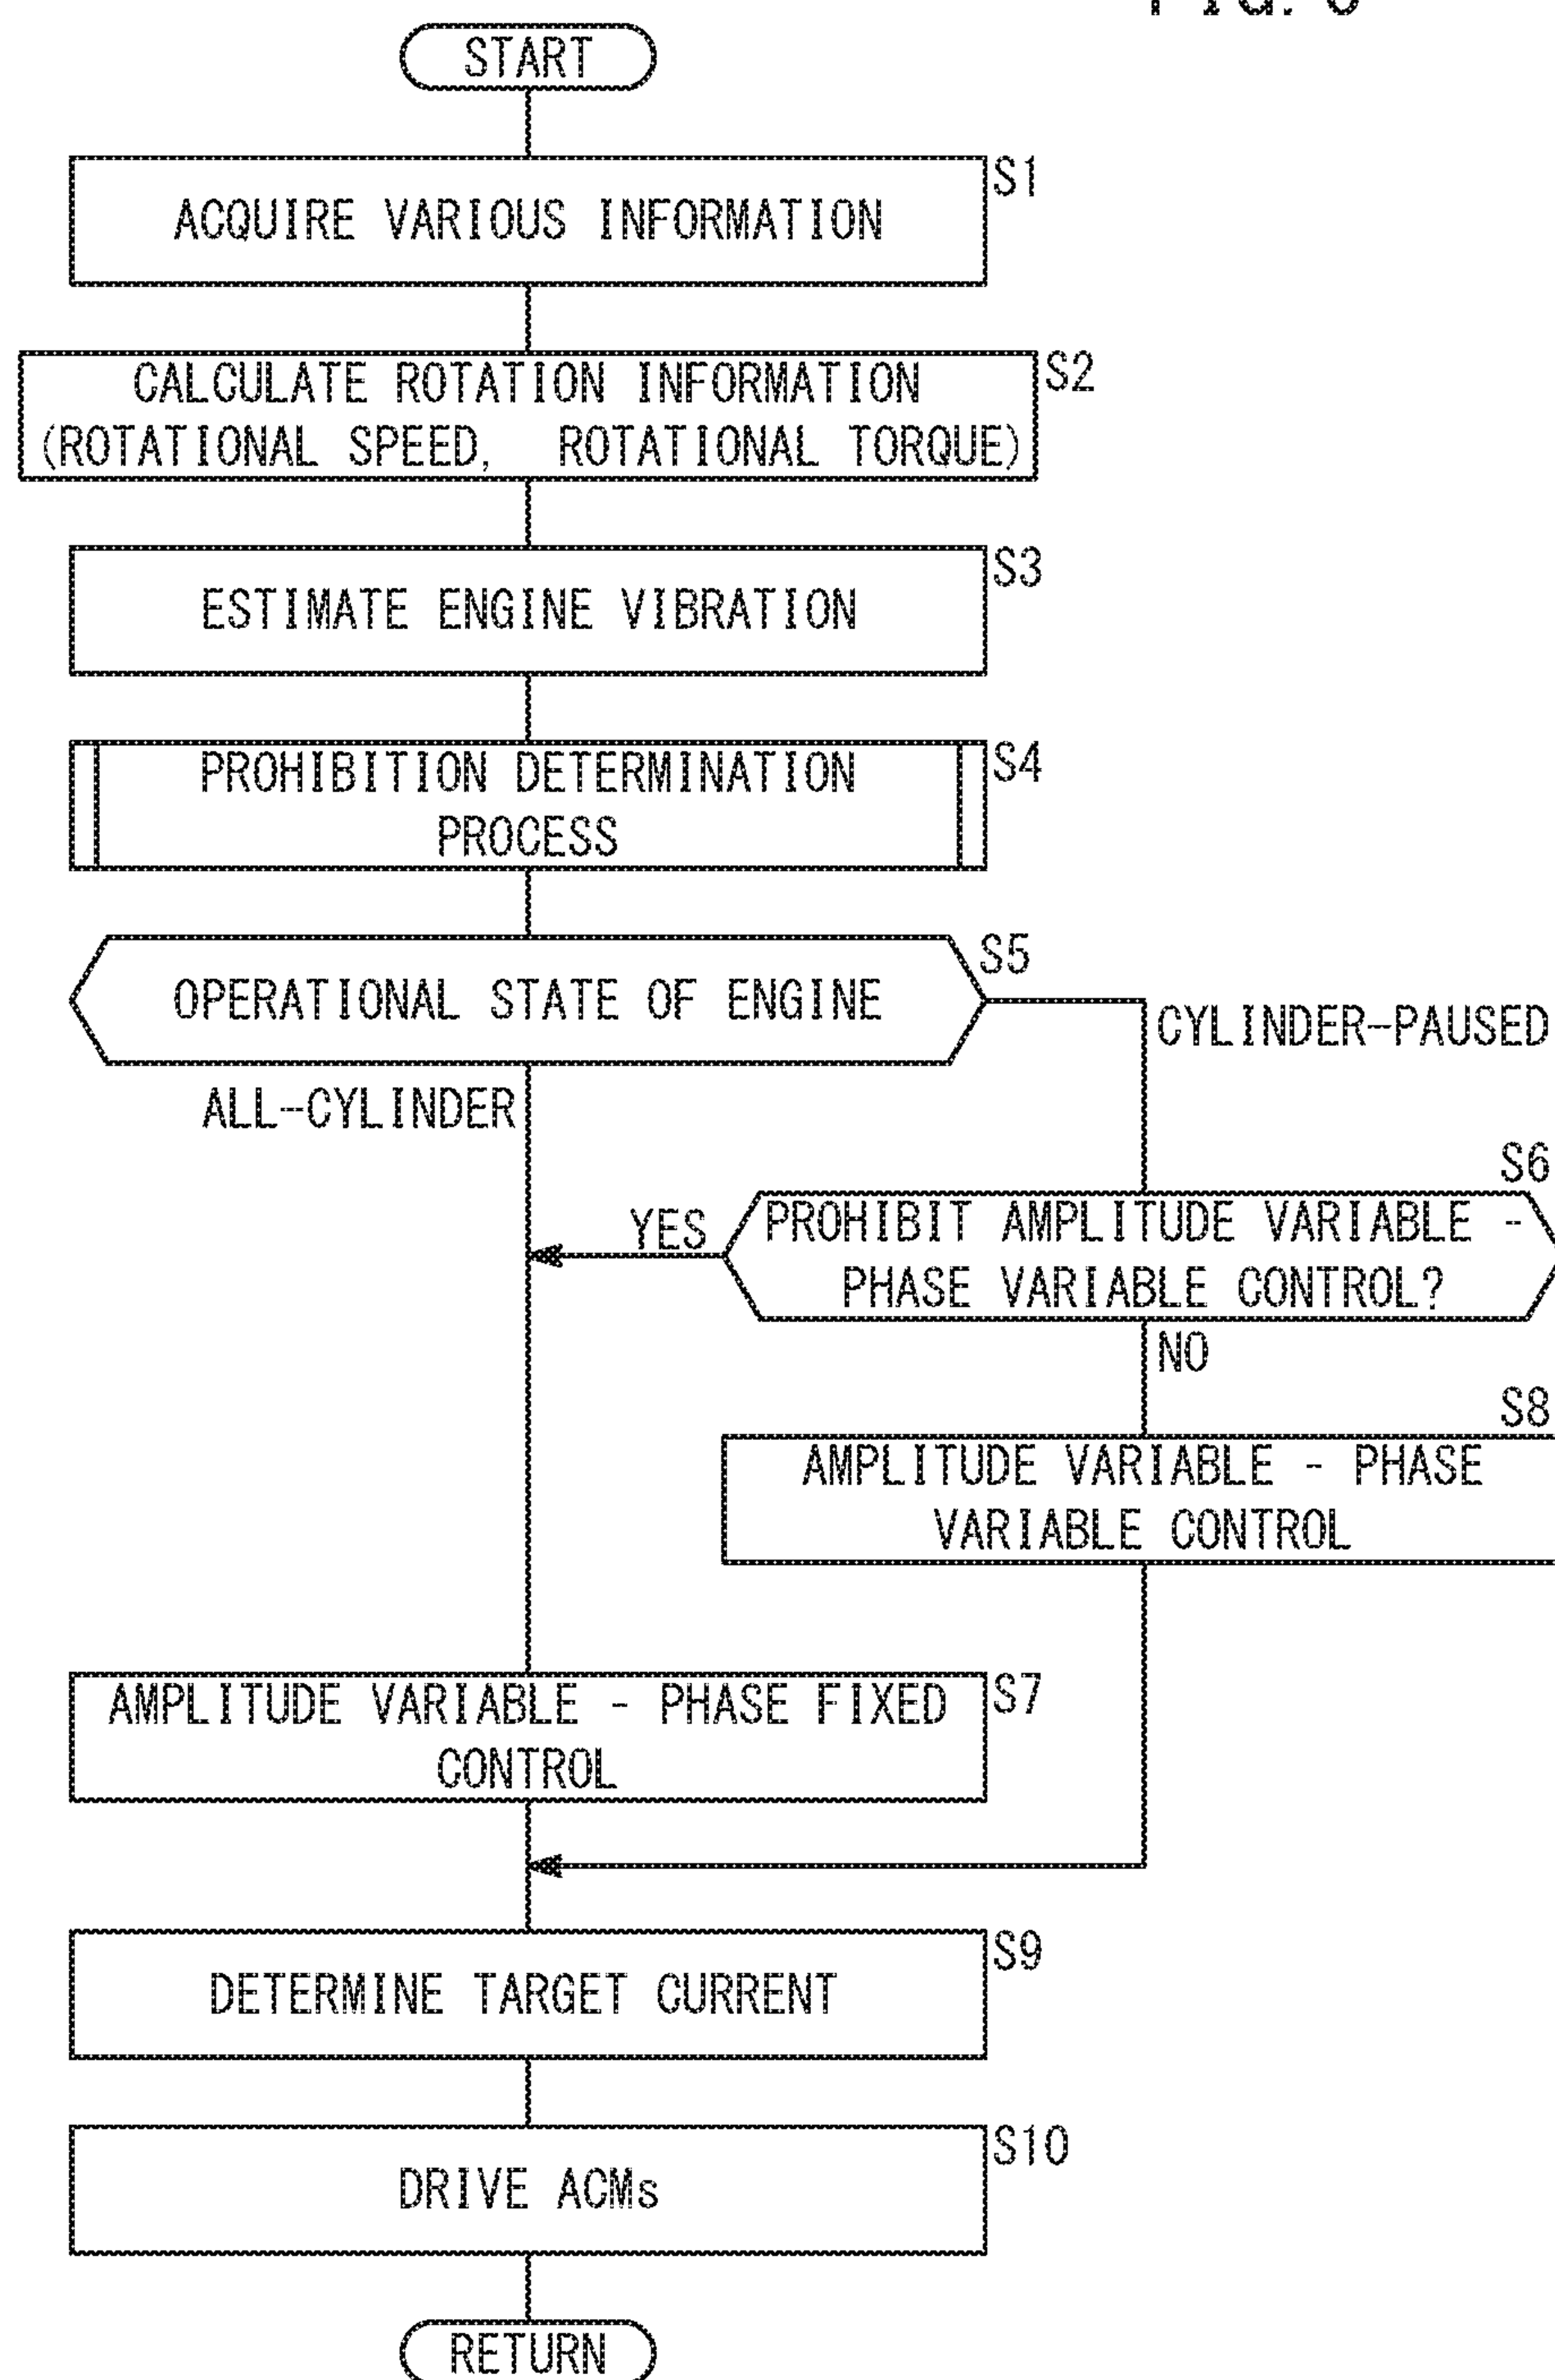 START
S1
ACQUIRE VARIOUS INFORMATION
S2
CALCULATE ROTATION INFORMATION
(ROTATIONAL SPEED, ROTATIONAL TORQUE)
S3
ESTIMATE ENGINE VIBRATION
S4
PROHIBITION DETERMINATION
PROCESS
S5
OPERATIONAL STATE OF ENGINE
CYLINDER-PAUSED
ALL-CYLINDER
S6
YES
PROHIBIT AMPLITUDE VARIABLE -
PHASE VARIABLE CONTROL?
NO
S8
AMPLITUDE VARIABLE - PHASE
VARIABLE CONTROL
S7
AMPLITUDE VARIABLE - PHASE FIXED
CONTROL
S9
DETERMINE TARGET CURRENT
S10
DRIVE ACMs
RETURN